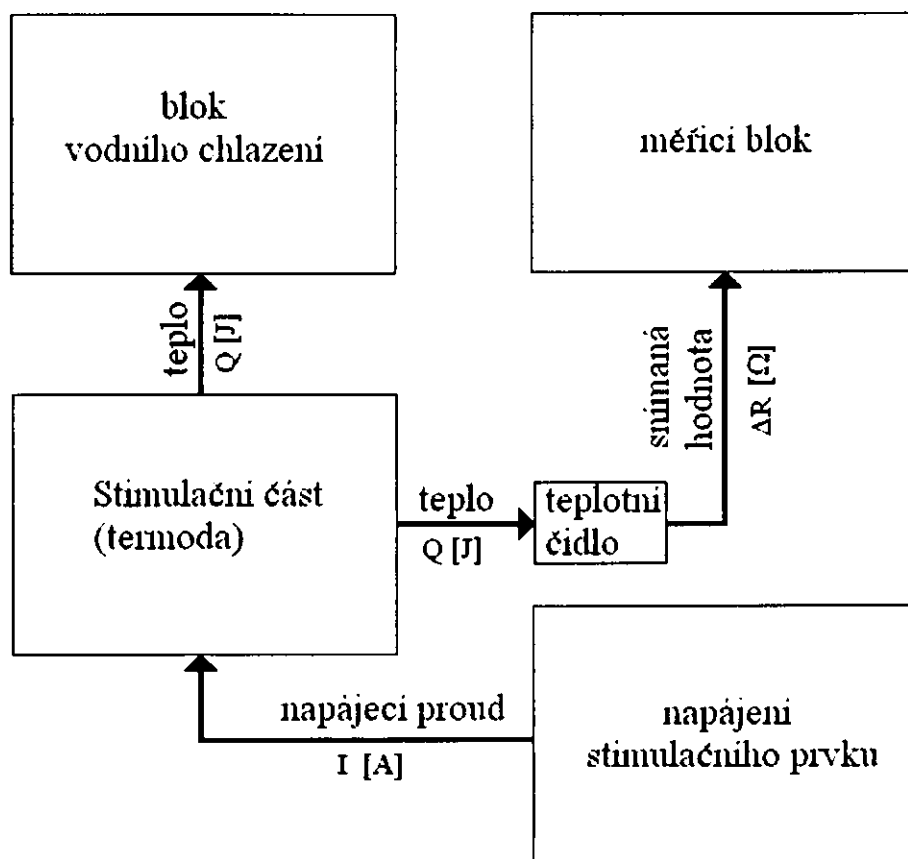 blok
vodního chlazení
měřicí blok
teplo
Q [J]
snímaná
hodnota
ΔR [Ω]
Stimulační část
(termoda)
teplo
Q [J]
teplotní
čidlo
napájecí proud
I [A]
napájení
stimulačního prvku